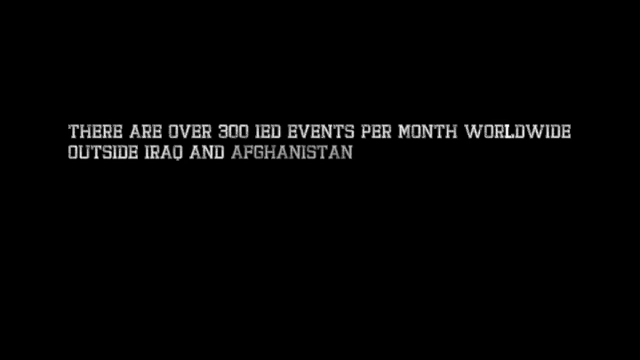 THERE ARE OVER 300 IED EVENTS PER MONTH WORLDWIDE
OUTSIDE IRAQ AND AFGHANISTAN